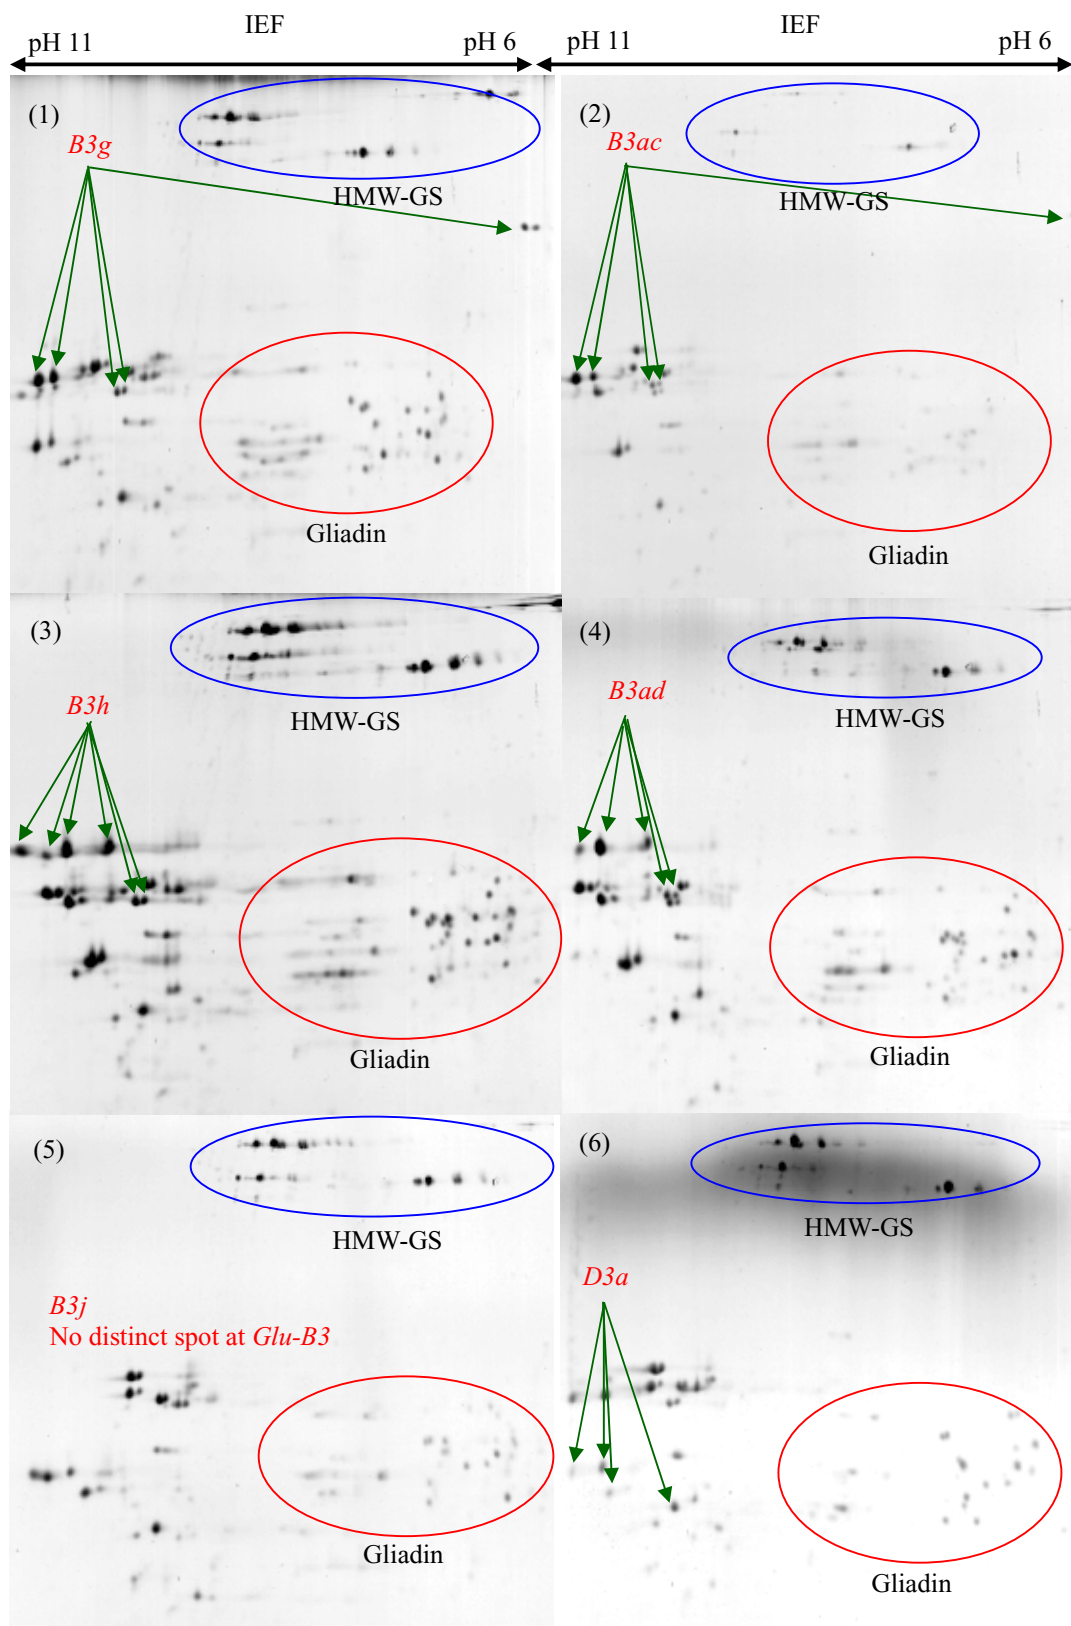 IEF IEF
pH 11 pH 6 pH 11 pH 6
(1) (2)
B3g B3ac
HMW-GS HMW-GS
Gliadin Gliadin
(3) (4)
B3h B3ad
HMW-GS HMW-GS
Gliadin Gliadin
(5) (6)
HMW-GS HMW-GS
B3j D3a
No distinct spot at Glu-B3
Gliadin Gliadin